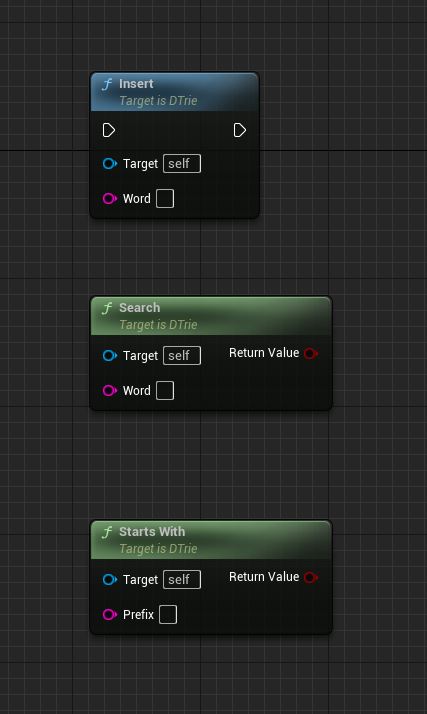 f Insert
Target is DTrie
Target self
Word
f Search
Target is DTrie
Target self Return Value
Word
f Starts With
Target is DTrie
Target self Return Value
Prefix